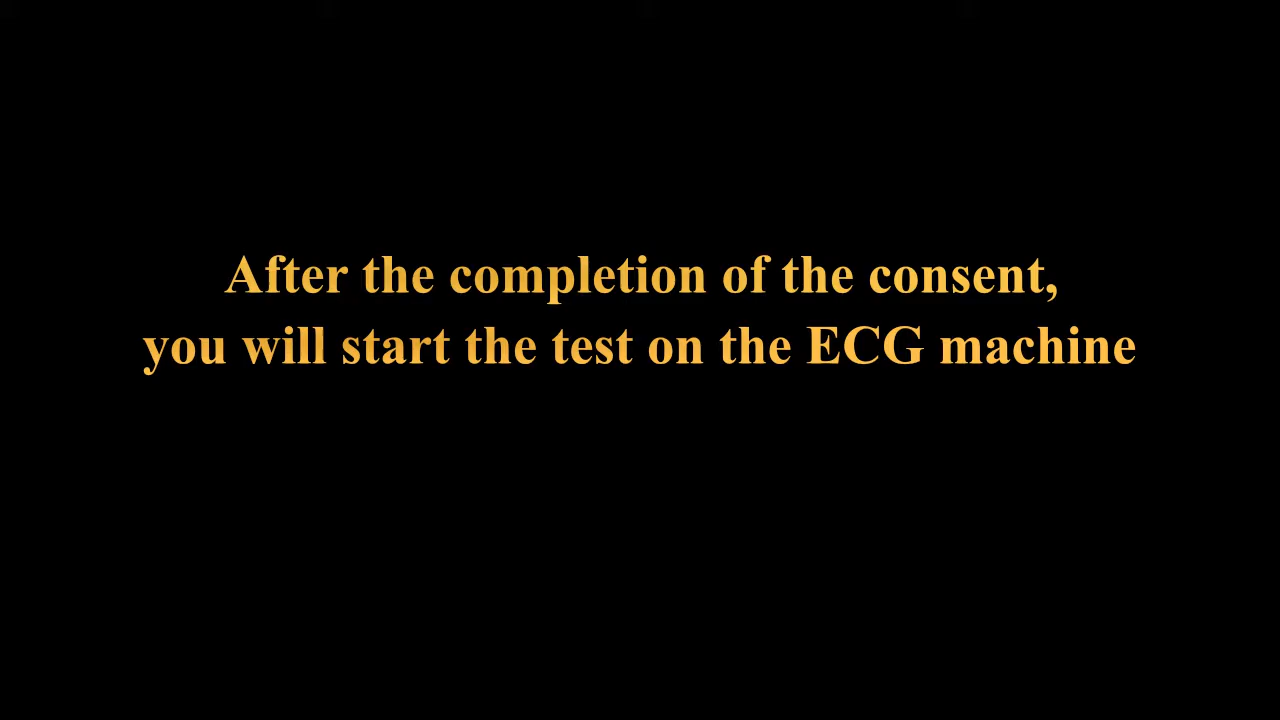 After the completion of the consent,
you will start the test on the ECG machine